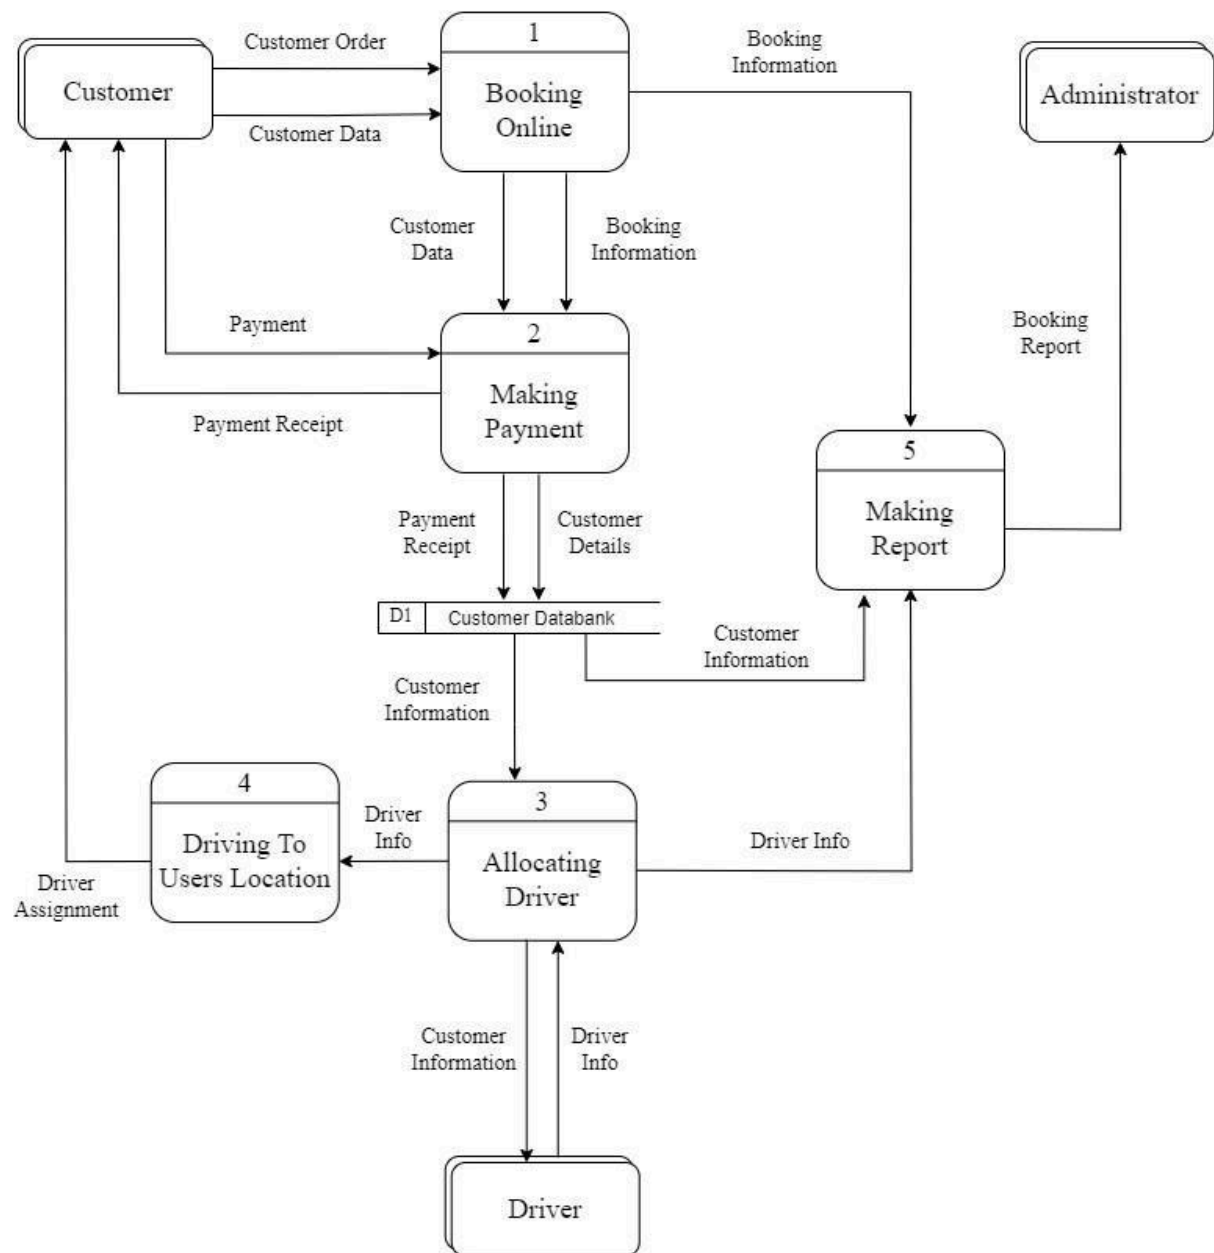 Customer Order
1
Booking
Information
Customer
Booking
Online
Administrator
Customer Data
Customer
Data
Booking
Information
Payment
2
Booking
Report
Making
Payment
Payment Receipt
5
Making
Report
Payment
Receipt
Customer
Details
D1
Customer Databank
Customer
Information
Customer
Information
4
Driving To
Users Location
Driver
Info
3
Allocating
Driver
Driver Info
Driver
Assignment
Customer
Information
Driver
Info
Driver